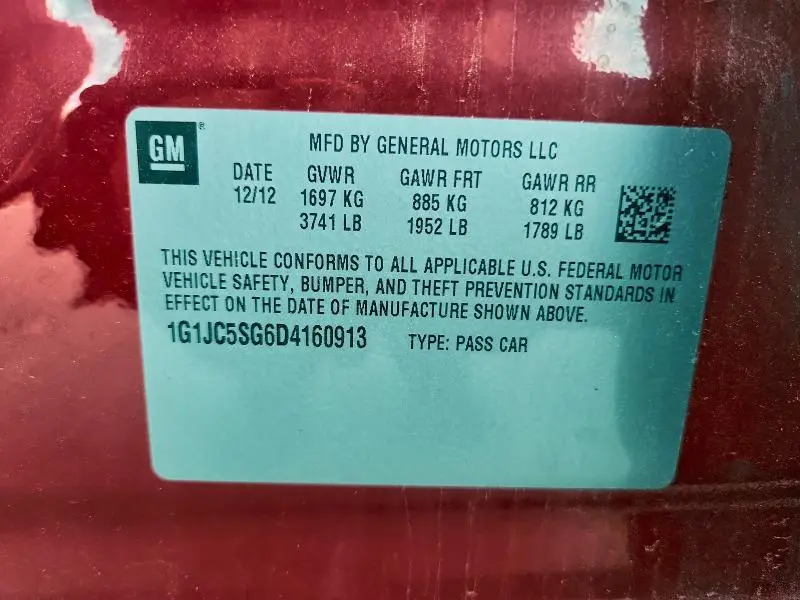 GM ®
MFD BY GENERAL MOTORS LLC
DATE GVWR GAWR FRT GAWR RR
12/12 1697 KG 885 KG 812 KG
3741 LB 1952 LB 1789 LB
THIS VEHICLE CONFORMS TO ALL APPLICABLE U.S. FEDERAL MOTOR
VEHICLE SAFETY, BUMPER, AND THEFT PREVENTION STANDARDS IN
EFFECT ON THE DATE OF MANUFACTURE SHOWN ABOVE.
1G1JC5SG6D4160913 TYPE: PASS CAR